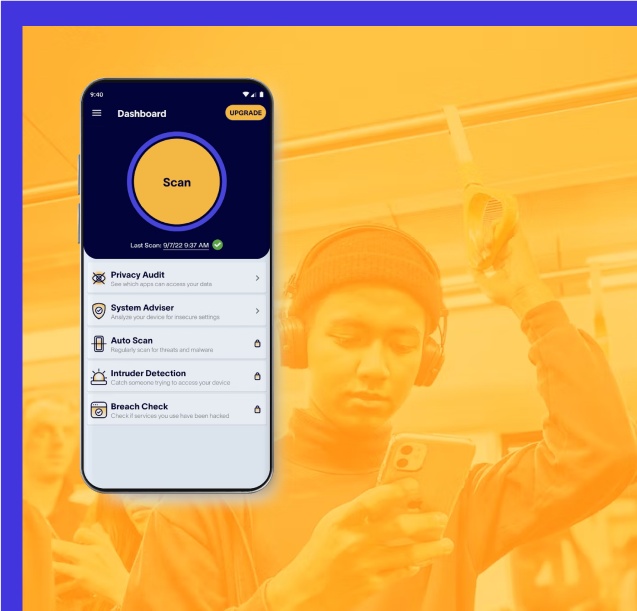 9:40
Dashboard
UPGRADE
Scan
Last Scan: 9/7/22 9:37 AM
Privacy Audit
See which apps can access your data
System Adviser
Analyze your device for insecure settings
Auto Scan
Regularly scan for threats and malware
Intruder Detection
Catch someone trying to access your device
Breach Check
Check if services you use have been hacked